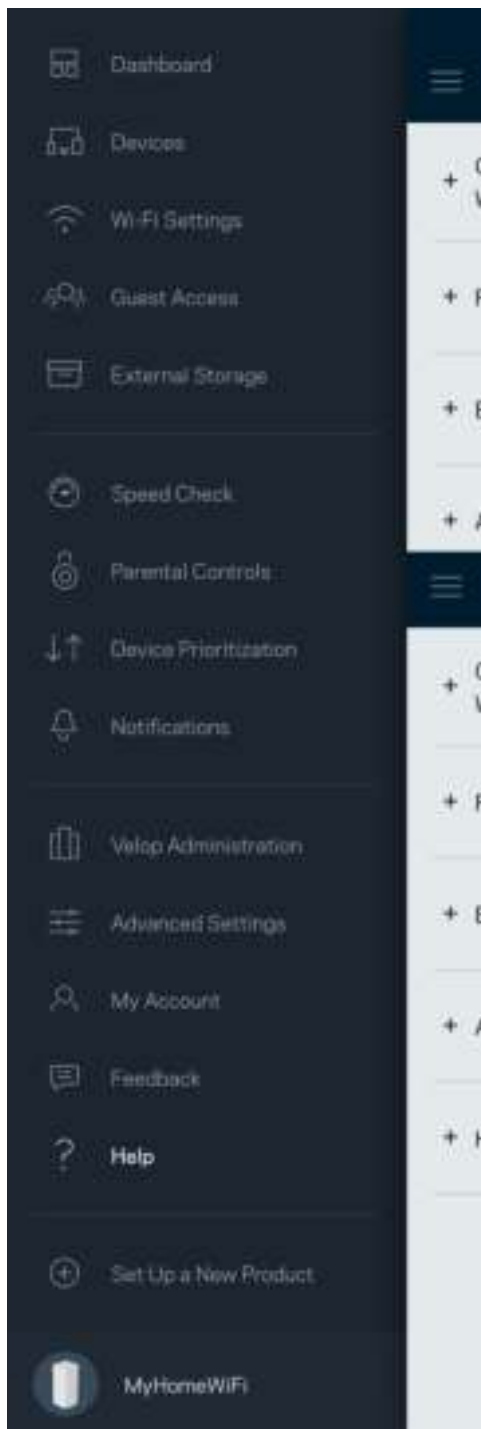 Dashboard
Devices
Wi-Fi Settings
Guest Access
External Storage
Speed Check
Parental Controls
Device Prioritization
Notifications
Velop Administration
Advanced Settings
My Account
Feedback
Help
Set Up a New Product
MyHomeWiFi